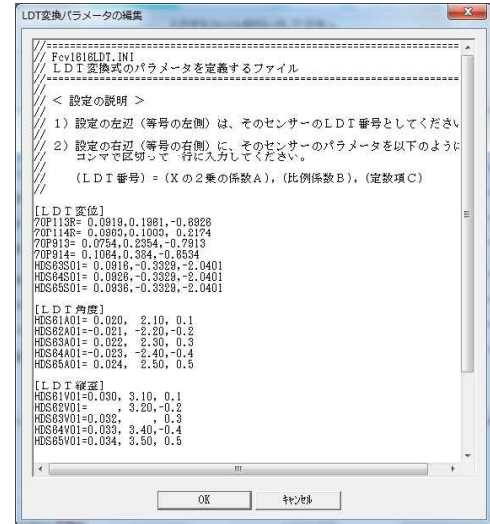 LDT変換パラメータの編集
//============================================================
// Fcv1616LDT.INI
// LDT変換式のパラメータを定義するファイル
//============================================================
//
// < 設定の説明 >
//
// 1) 設定の左辺（等号の左側）は、そのセンサーのLDT番号としてくださ
//
// 2) 設定の右辺（等号の右側）に、そのセンサーのパラメータを以下のように
// コンマで区切って一行に入力してください。
//
// (LDT番号) = (Xの2乗の係数A), (比例係数B), (定数項C)
//
[LDT変位]
70P113R= 0.0919,0.1961,-0.6926
70P114R= 0.0963,0.1003, 0.2174
70P913= 0.0754,0.2354,-0.7913
70P914= 0.1064,0.384,-0.6534
HDS63S01= 0.0916,-0.3329,-2.0401
HDS64S01= 0.0926,-0.3329,-2.0401
HDS65S01= 0.0936,-0.3329,-2.0401
[LDT角度]
HDS61A01= 0.020, 2.10, 0.1
HDS62A01=-0.021, -2.20,-0.2
HDS63A01= 0.022, 2.30, 0.3
HDS64A01=-0.023, -2.40,-0.4
HDS65A01= 0.024, 2.50, 0.5
[LDT縦歪]
HDS61V01=0.030, 3.10, 0.1
HDS62V01= , 3.20,-0.2
HDS63V01=0.032, , 0.3
HDS64V01=0.033, 3.40,-0.4
HDS65V01=0.034, 3.50, 0.5
OK キャンセル